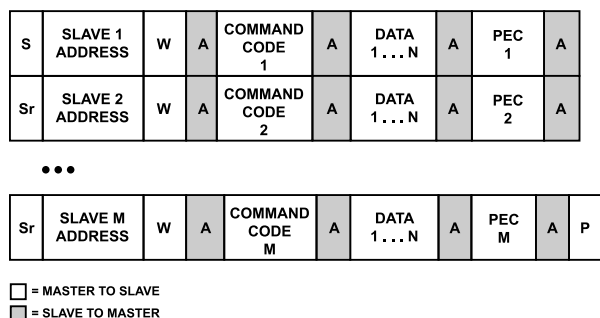 S SLAVE 1 ADDRESS W A COMMAND CODE 1 A DATA 1 . . . N A PEC 1 A
Sr SLAVE 2 ADDRESS W A COMMAND CODE 2 A DATA 1 . . . N A PEC 2 A
•••
Sr SLAVE M ADDRESS W A COMMAND CODE M A DATA 1 . . . N A PEC M A P
= MASTER TO SLAVE
= SLAVE TO MASTER